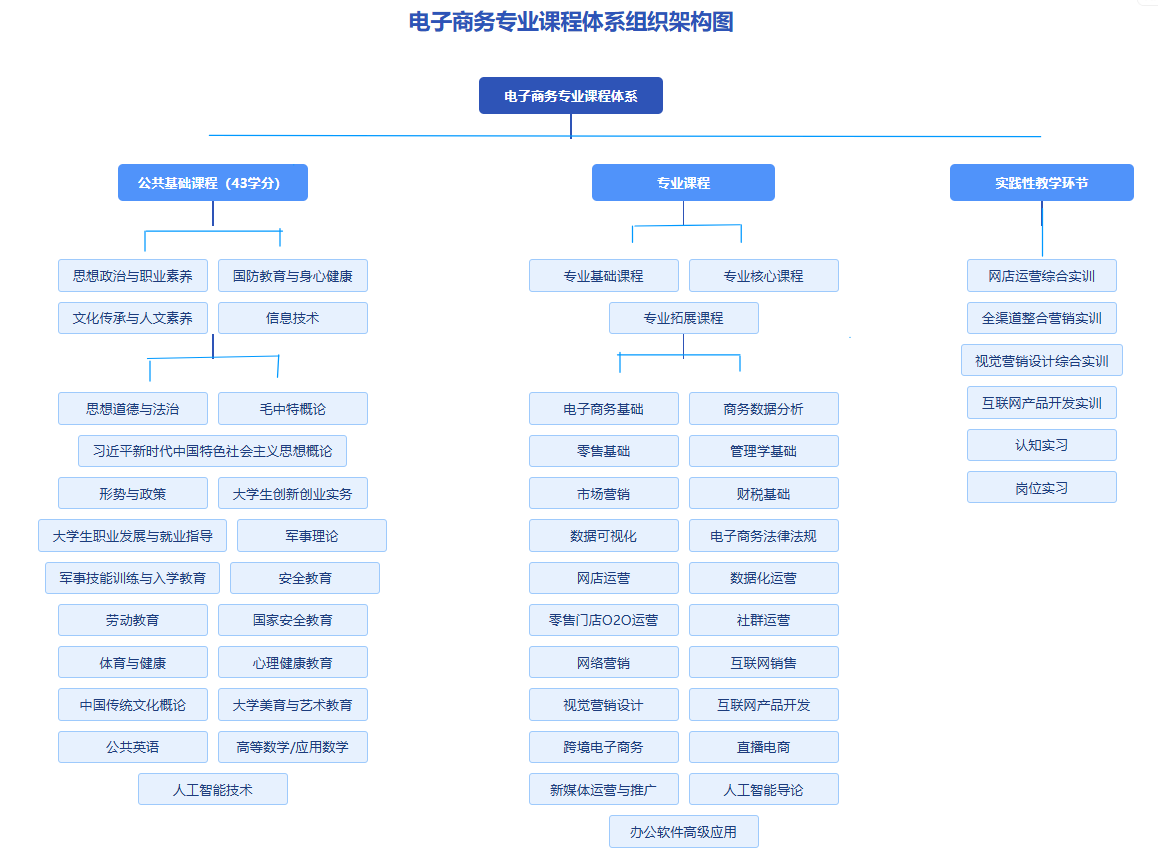 电子商务专业课程体系组织架构图
电子商务专业课程体系
公共基础课程（43学分）
思想政治与职业素养
国防教育与身心健康
文化传承与人文素养
信息技术
思想道德与法治
毛中特概论
习近平新时代中国特色社会主义思想概论
形势与政策
大学生创新创业实务
大学生职业发展与就业指导
军事理论
军事技能训练与入学教育
安全教育
劳动教育
国家安全教育
体育与健康
心理健康教育
中国传统文化概论
大学美育与艺术教育
公共英语
高等数学/应用数学
人工智能技术
专业课程
专业基础课程
专业核心课程
专业拓展课程
电子商务基础
商务数据分析
零售基础
管理学基础
市场营销
财税基础
数据可视化
电子商务法律法规
网店运营
数据化运营
零售门店O2O运营
社群运营
网络营销
互联网销售
视觉营销设计
互联网产品开发
跨境电子商务
直播电商
新媒体运营与推广
人工智能导论
办公软件高级应用
实践性教学环节
网店运营综合实训
全渠道整合营销实训
视觉营销设计综合实训
互联网产品开发实训
认知实习
岗位实习